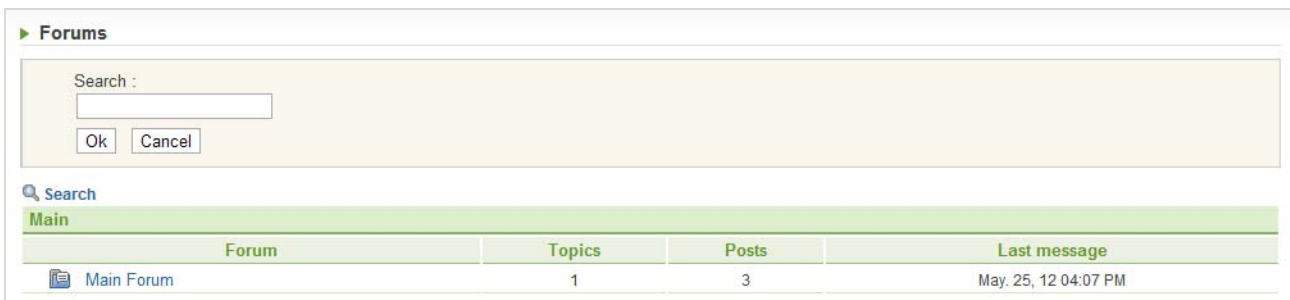 Forums
Search :
Ok Cancel
Search
Main
Forum Topics Posts Last message
Main Forum 1 3 May. 25, 12 04:07 PM